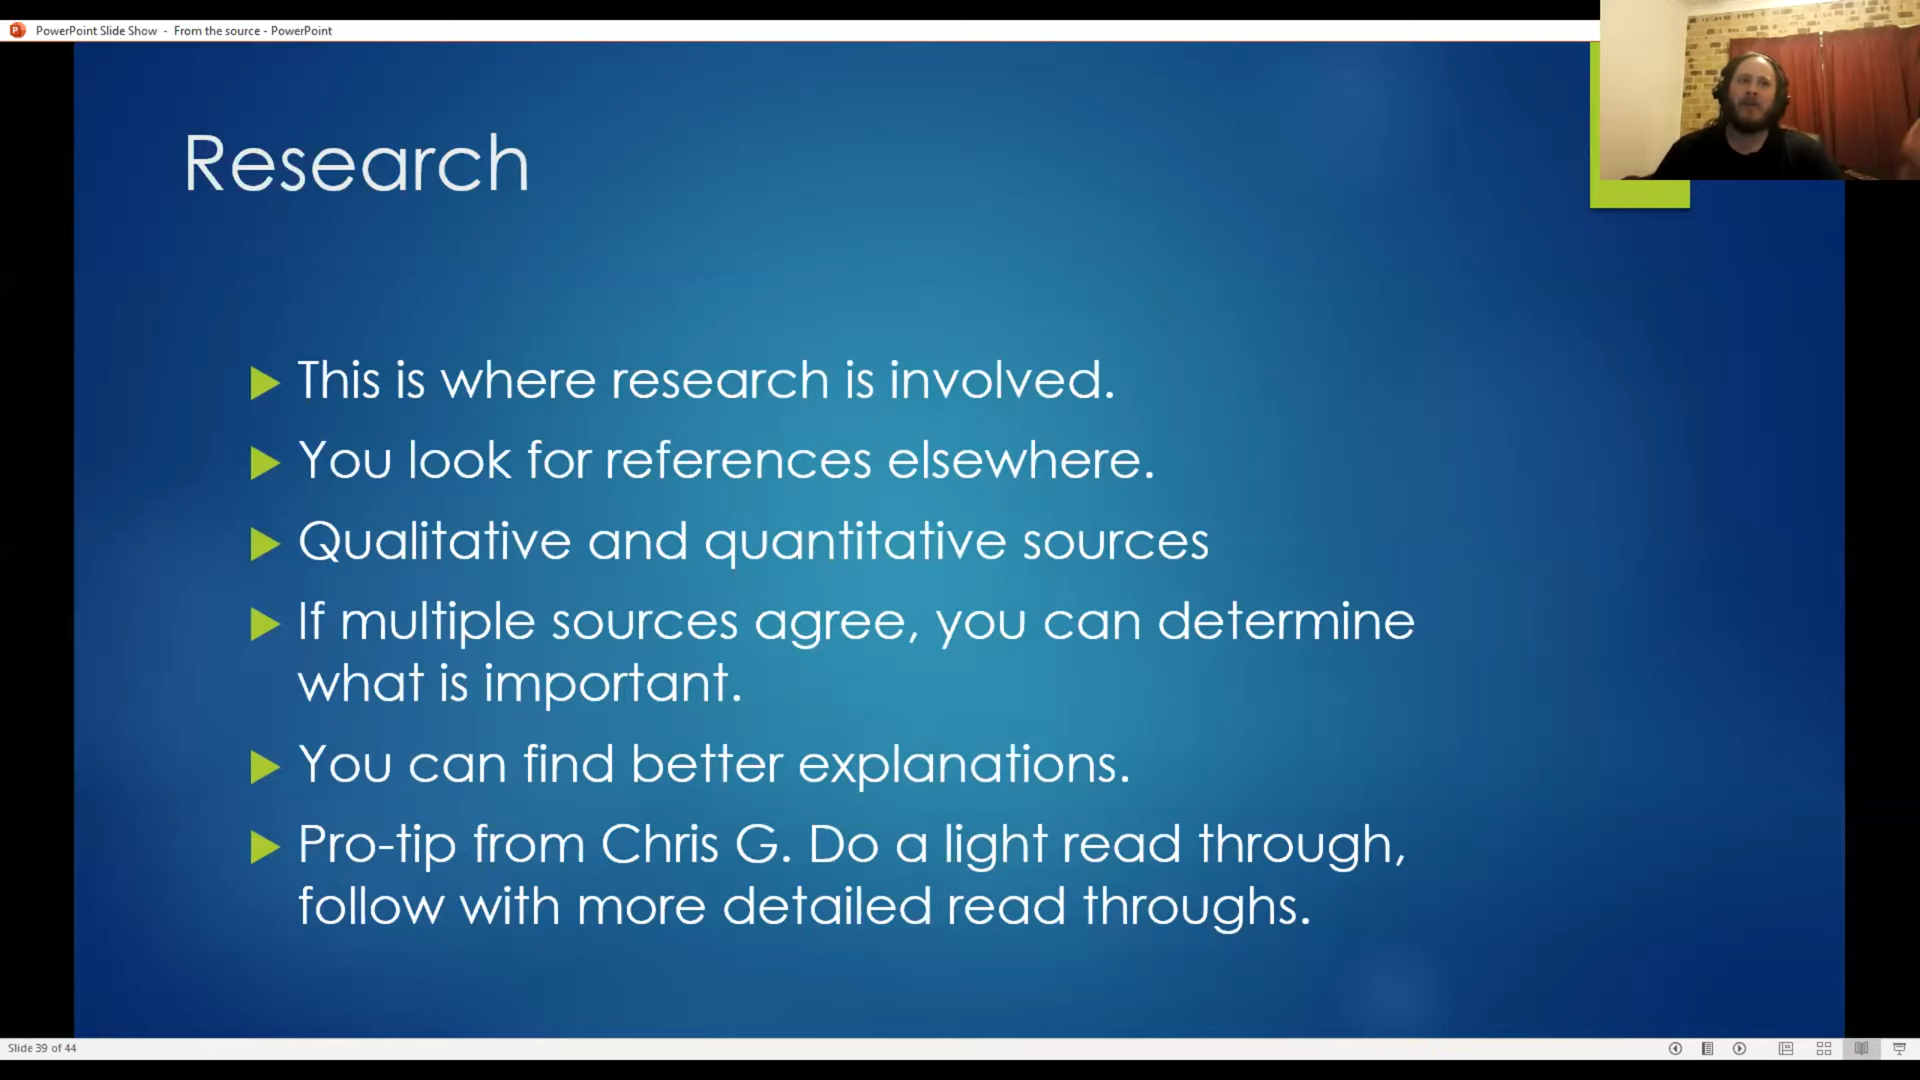 PowerPoint Slide Show - From the source - PowerPoint
Research
This is where research is involved.
You look for references elsewhere.
Qualitative and quantitative sources
If multiple sources agree, you can determine
what is important.
You can find better explanations.
Pro-tip from Chris G. Do a light read through,
follow with more detailed read throughs.
Slide 39 of 44